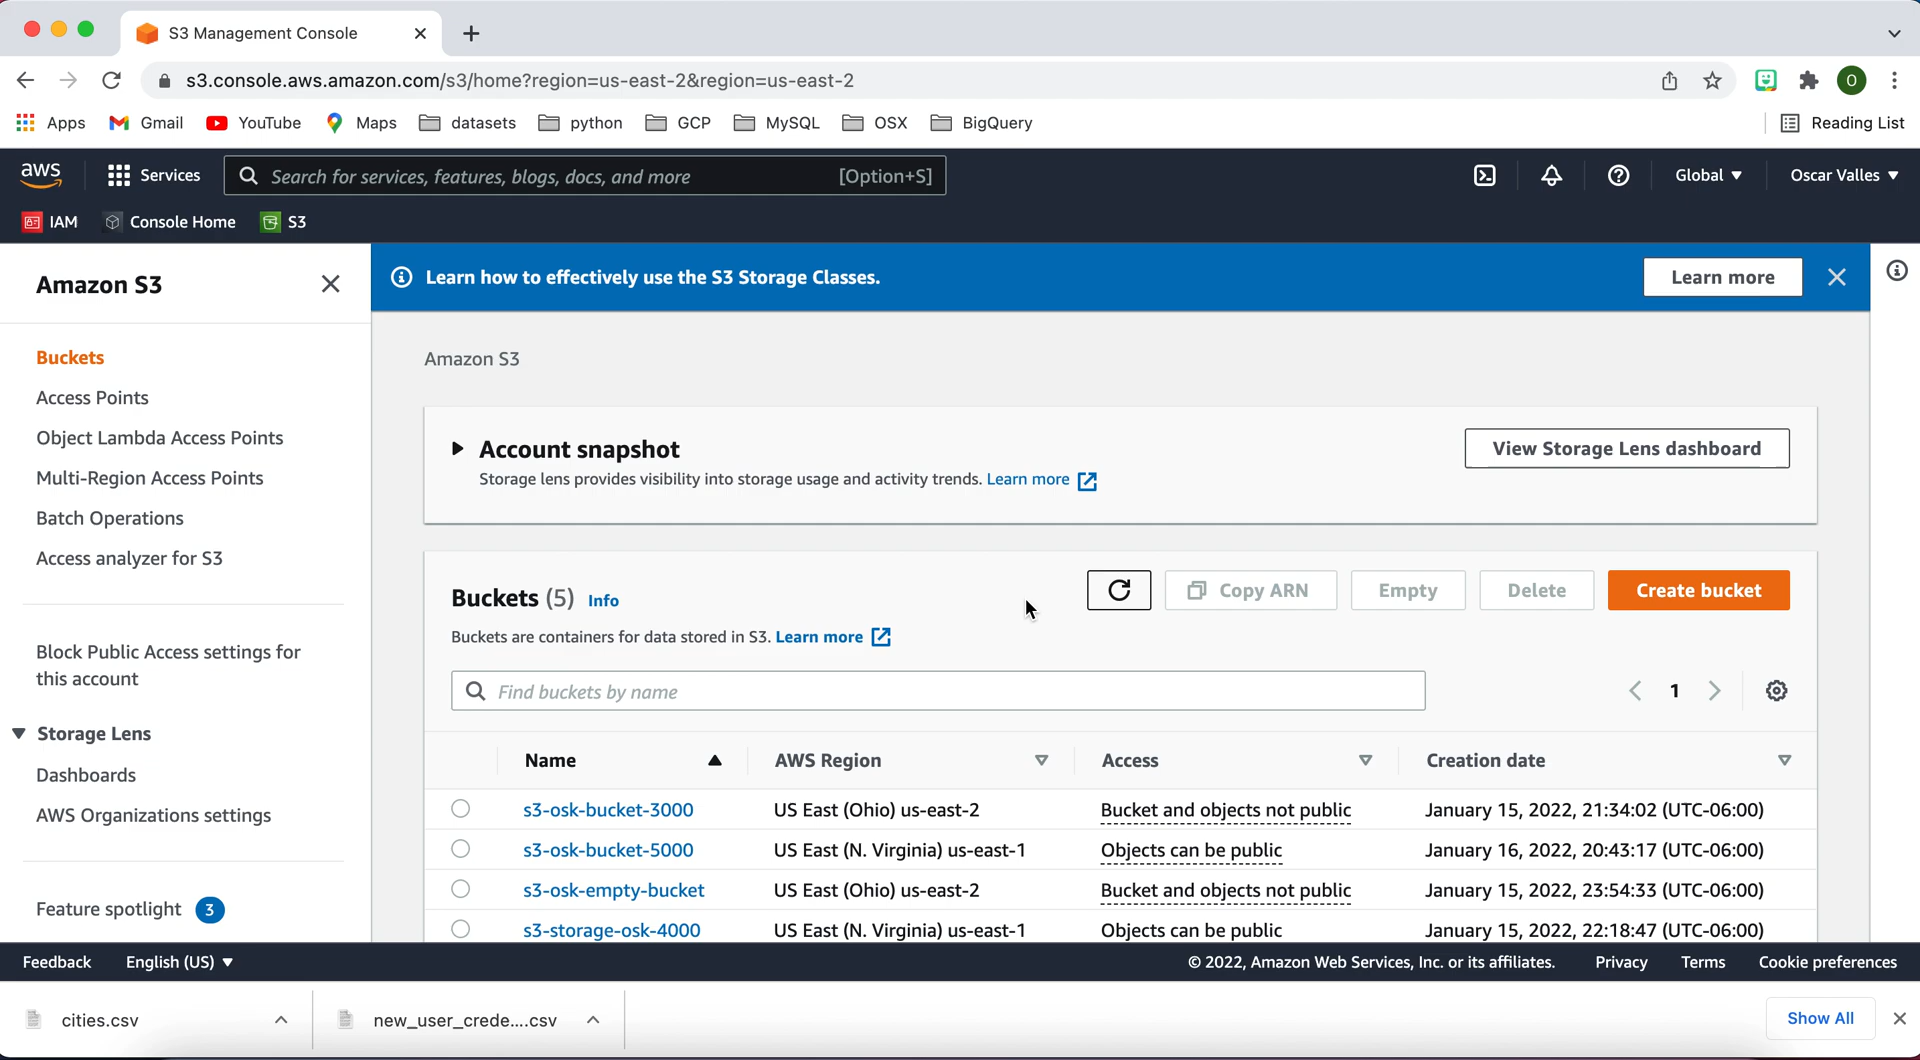 S3 Management Console
s3.console.aws.amazon.com/s3/home?region=us-east-2&region=us-east-2
O
Apps Gmail YouTube Maps datasets python GCP MySQL OSX BigQuery Reading List
aws Services Search for services, features, blogs, docs, and more [Option+S] Global Oscar Valles
IAM Console Home S3
Amazon S3
Buckets
Access Points
Object Lambda Access Points
Multi-Region Access Points
Batch Operations
Access analyzer for S3
Block Public Access settings for
this account
Storage Lens
Dashboards
AWS Organizations settings
Feature spotlight 3
Learn how to effectively use the S3 Storage Classes. Learn more
Amazon S3
Account snapshot View Storage Lens dashboard
Storage lens provides visibility into storage usage and activity trends. Learn more
Buckets (5) Info Copy ARN Empty Delete Create bucket
Buckets are containers for data stored in S3. Learn more
Find buckets by name 1
Name AWS Region Access Creation date
s3-osk-bucket-3000 US East (Ohio) us-east-2 Bucket and objects not public January 15, 2022, 21:34:02 (UTC-06:00)
s3-osk-bucket-5000 US East (N. Virginia) us-east-1 Objects can be public January 16, 2022, 20:43:17 (UTC-06:00)
s3-osk-empty-bucket US East (Ohio) us-east-2 Bucket and objects not public January 15, 2022, 23:54:33 (UTC-06:00)
s3-storage-osk-4000 US East (N. Virginia) us-east-1 Objects can be public January 15, 2022, 22:18:47 (UTC-06:00)
Feedback English (US) © 2022, Amazon Web Services, Inc. or its affiliates. Privacy Terms Cookie preferences
cities.csv new_user_crede....csv Show All